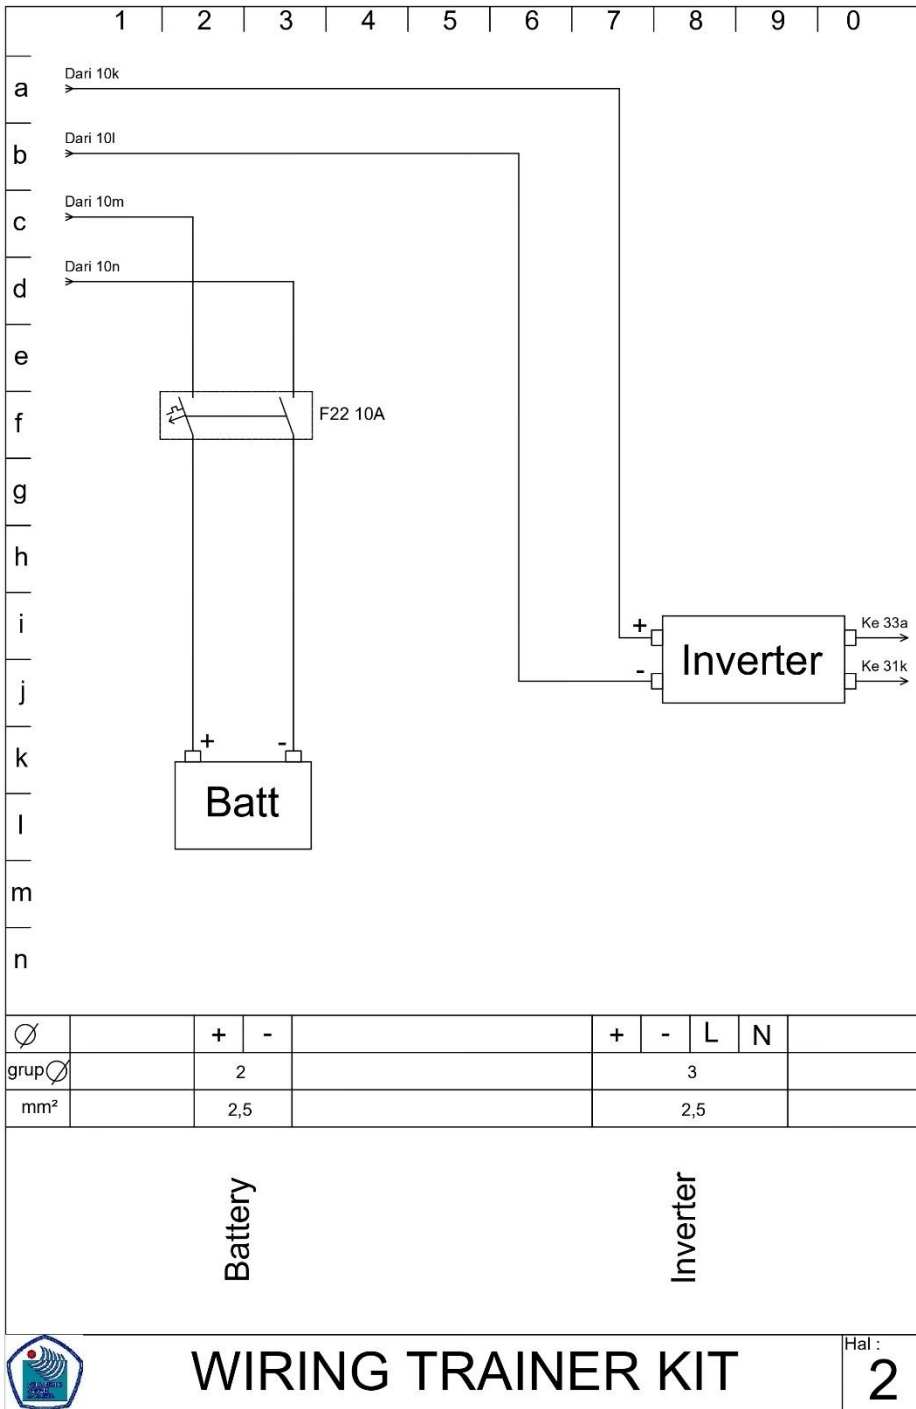 1 | 2 | 3 | 4 | 5 | 6 | 7 | 8 | 9 | 0
a
Dari 10k
b
Dari 10l
c
Dari 10m
d
Dari 10n
e
f
F22 10A
g
h
i
+
Inverter
Ke 33a
j
-
Ke 31k
k
+ -
Batt
l
m
n
Ø + - + - L N
grupØ 2 3
mm² 2,5 2,5
Battery
Inverter
WIRING TRAINER KIT
Hal :
2